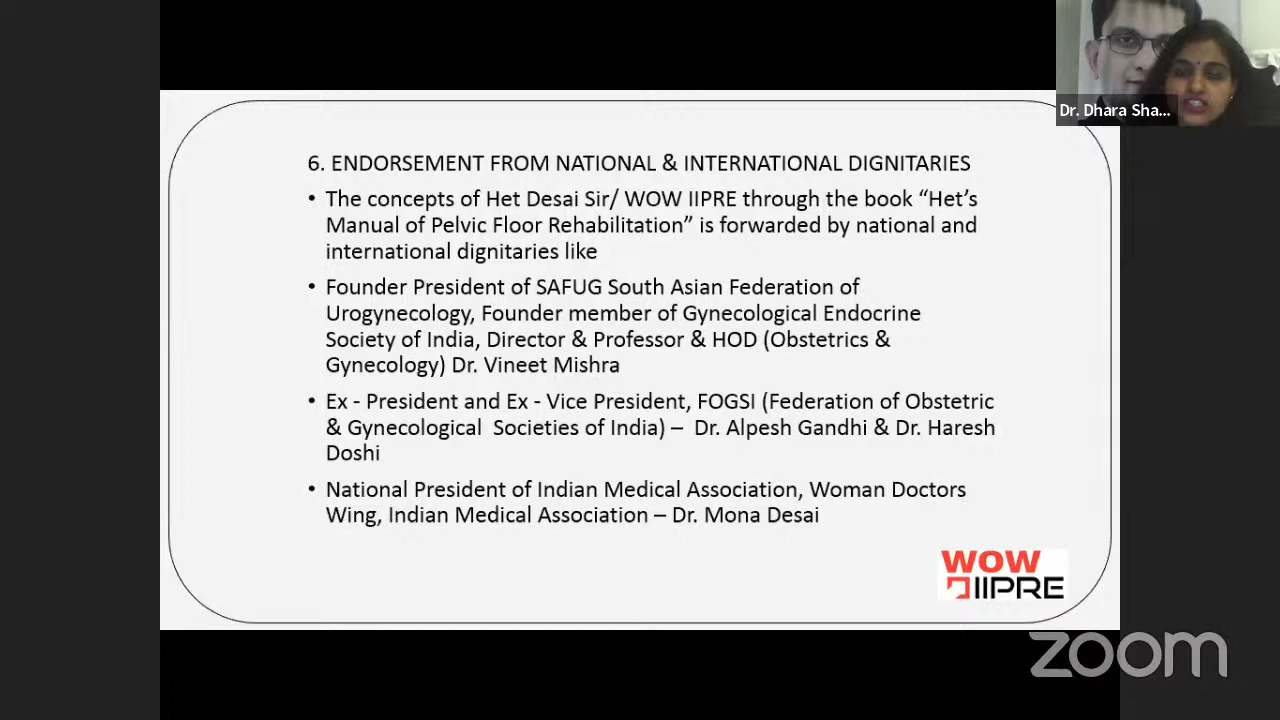 Dr. Dhara Sha...
6. ENDORSEMENT FROM NATIONAL & INTERNATIONAL DIGNITARIES
• The concepts of Het Desai Sir/ WOW IIPRE through the book “Het’s
Manual of Pelvic Floor Rehabilitation” is forwarded by national and
international dignitaries like
• Founder President of SAFUG South Asian Federation of
Urogynecology, Founder member of Gynecological Endocrine
Society of India, Director & Professor & HOD (Obstetrics &
Gynecology) Dr. Vineet Mishra
• Ex - President and Ex - Vice President, FOGSI (Federation of Obstetric
& Gynecological Societies of India) – Dr. Alpesh Gandhi & Dr. Haresh
Doshi
• National President of Indian Medical Association, Woman Doctors
Wing, Indian Medical Association – Dr. Mona Desai
WOW
IIPRE
zoom